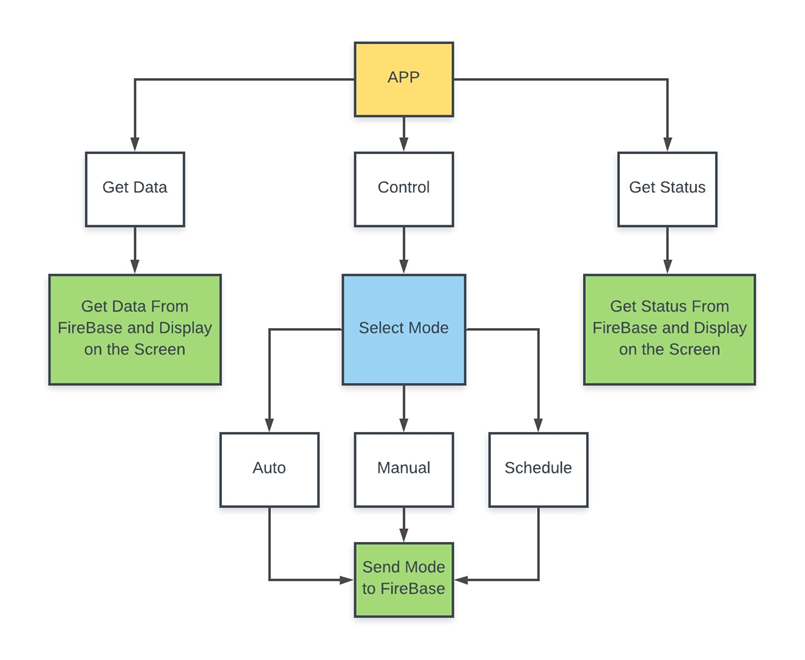 APP
Get Data
Control
Get Status
Get Data From
FireBase and Display
on the Screen
Select Mode
Get Status From
FireBase and Display
on the Screen
Auto
Manual
Schedule
Send Mode
to FireBase